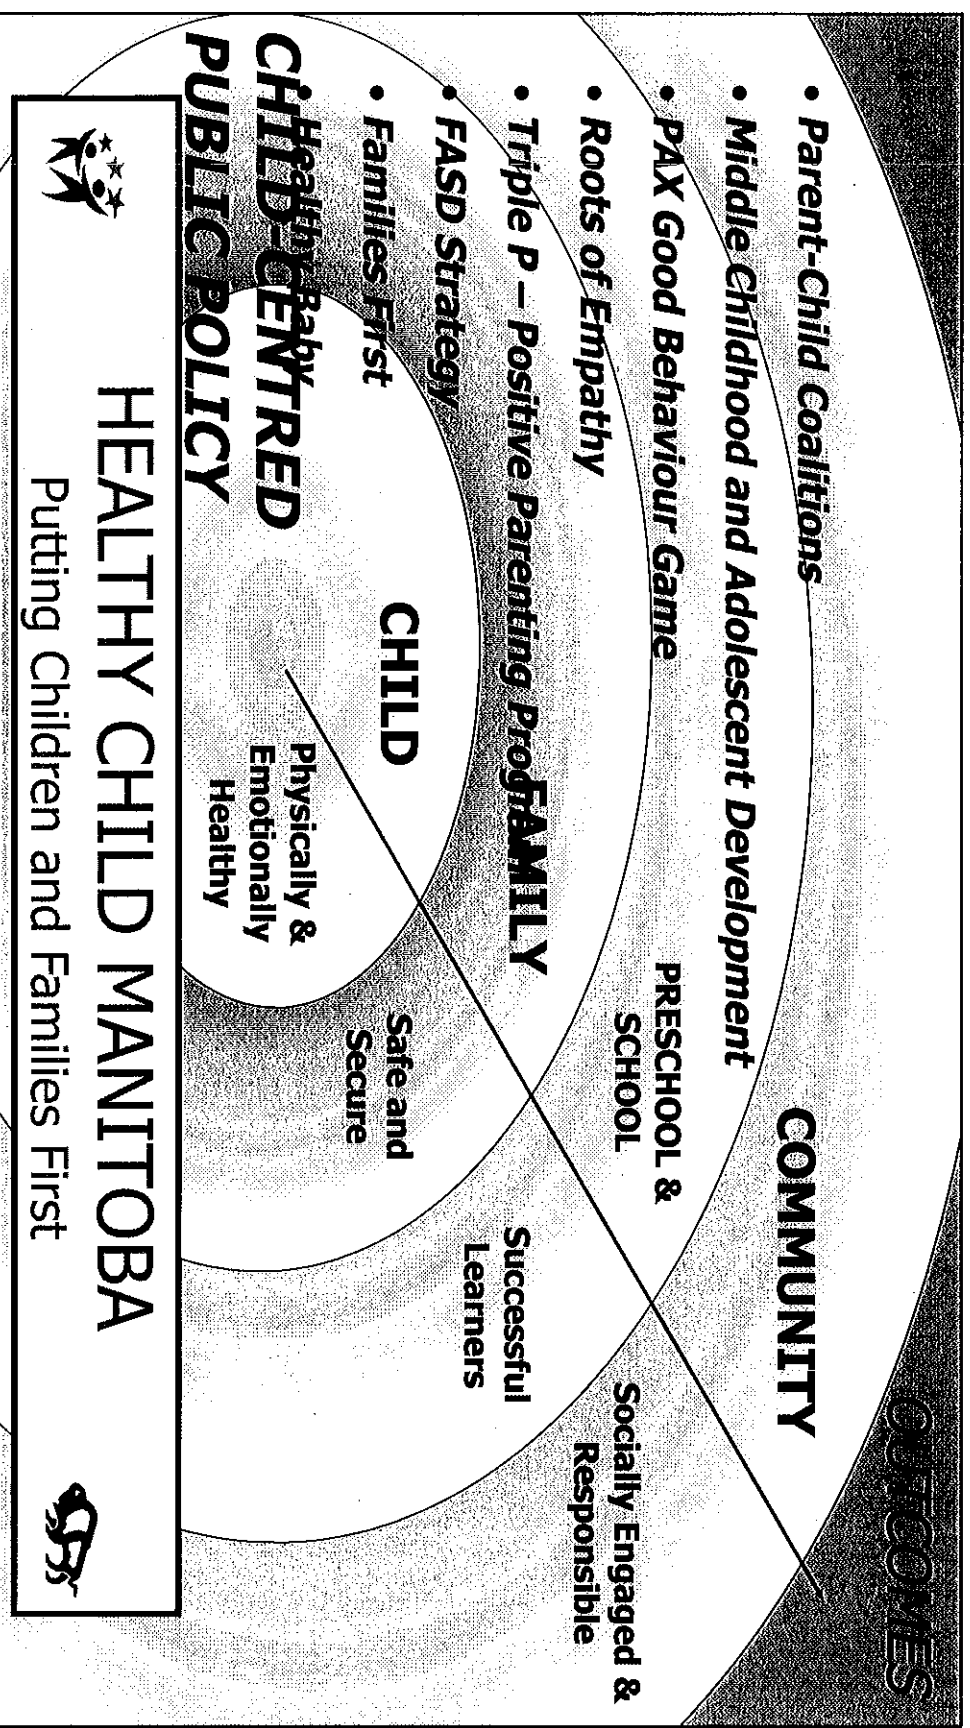 OUTCOMES
• Parent-Child Coalitions
COMMUNITY
• Middle Childhood and Adolescent Development
• PAX Good Behaviour Game
PRESCHOOL &
SCHOOL
Socially Engaged &
Responsible
• Roots of Empathy
• Triple P – Positive Parenting Program
FAMILY
Successful
Learners
• FASD Strategy
• Families First
CHILD
Safe and
Secure
• Healthy Baby
Physically &
Emotionally
Healthy
CHILD-CENTRED
PUBLIC POLICY
HEALTHY CHILD MANITOBA
Putting Children and Families First